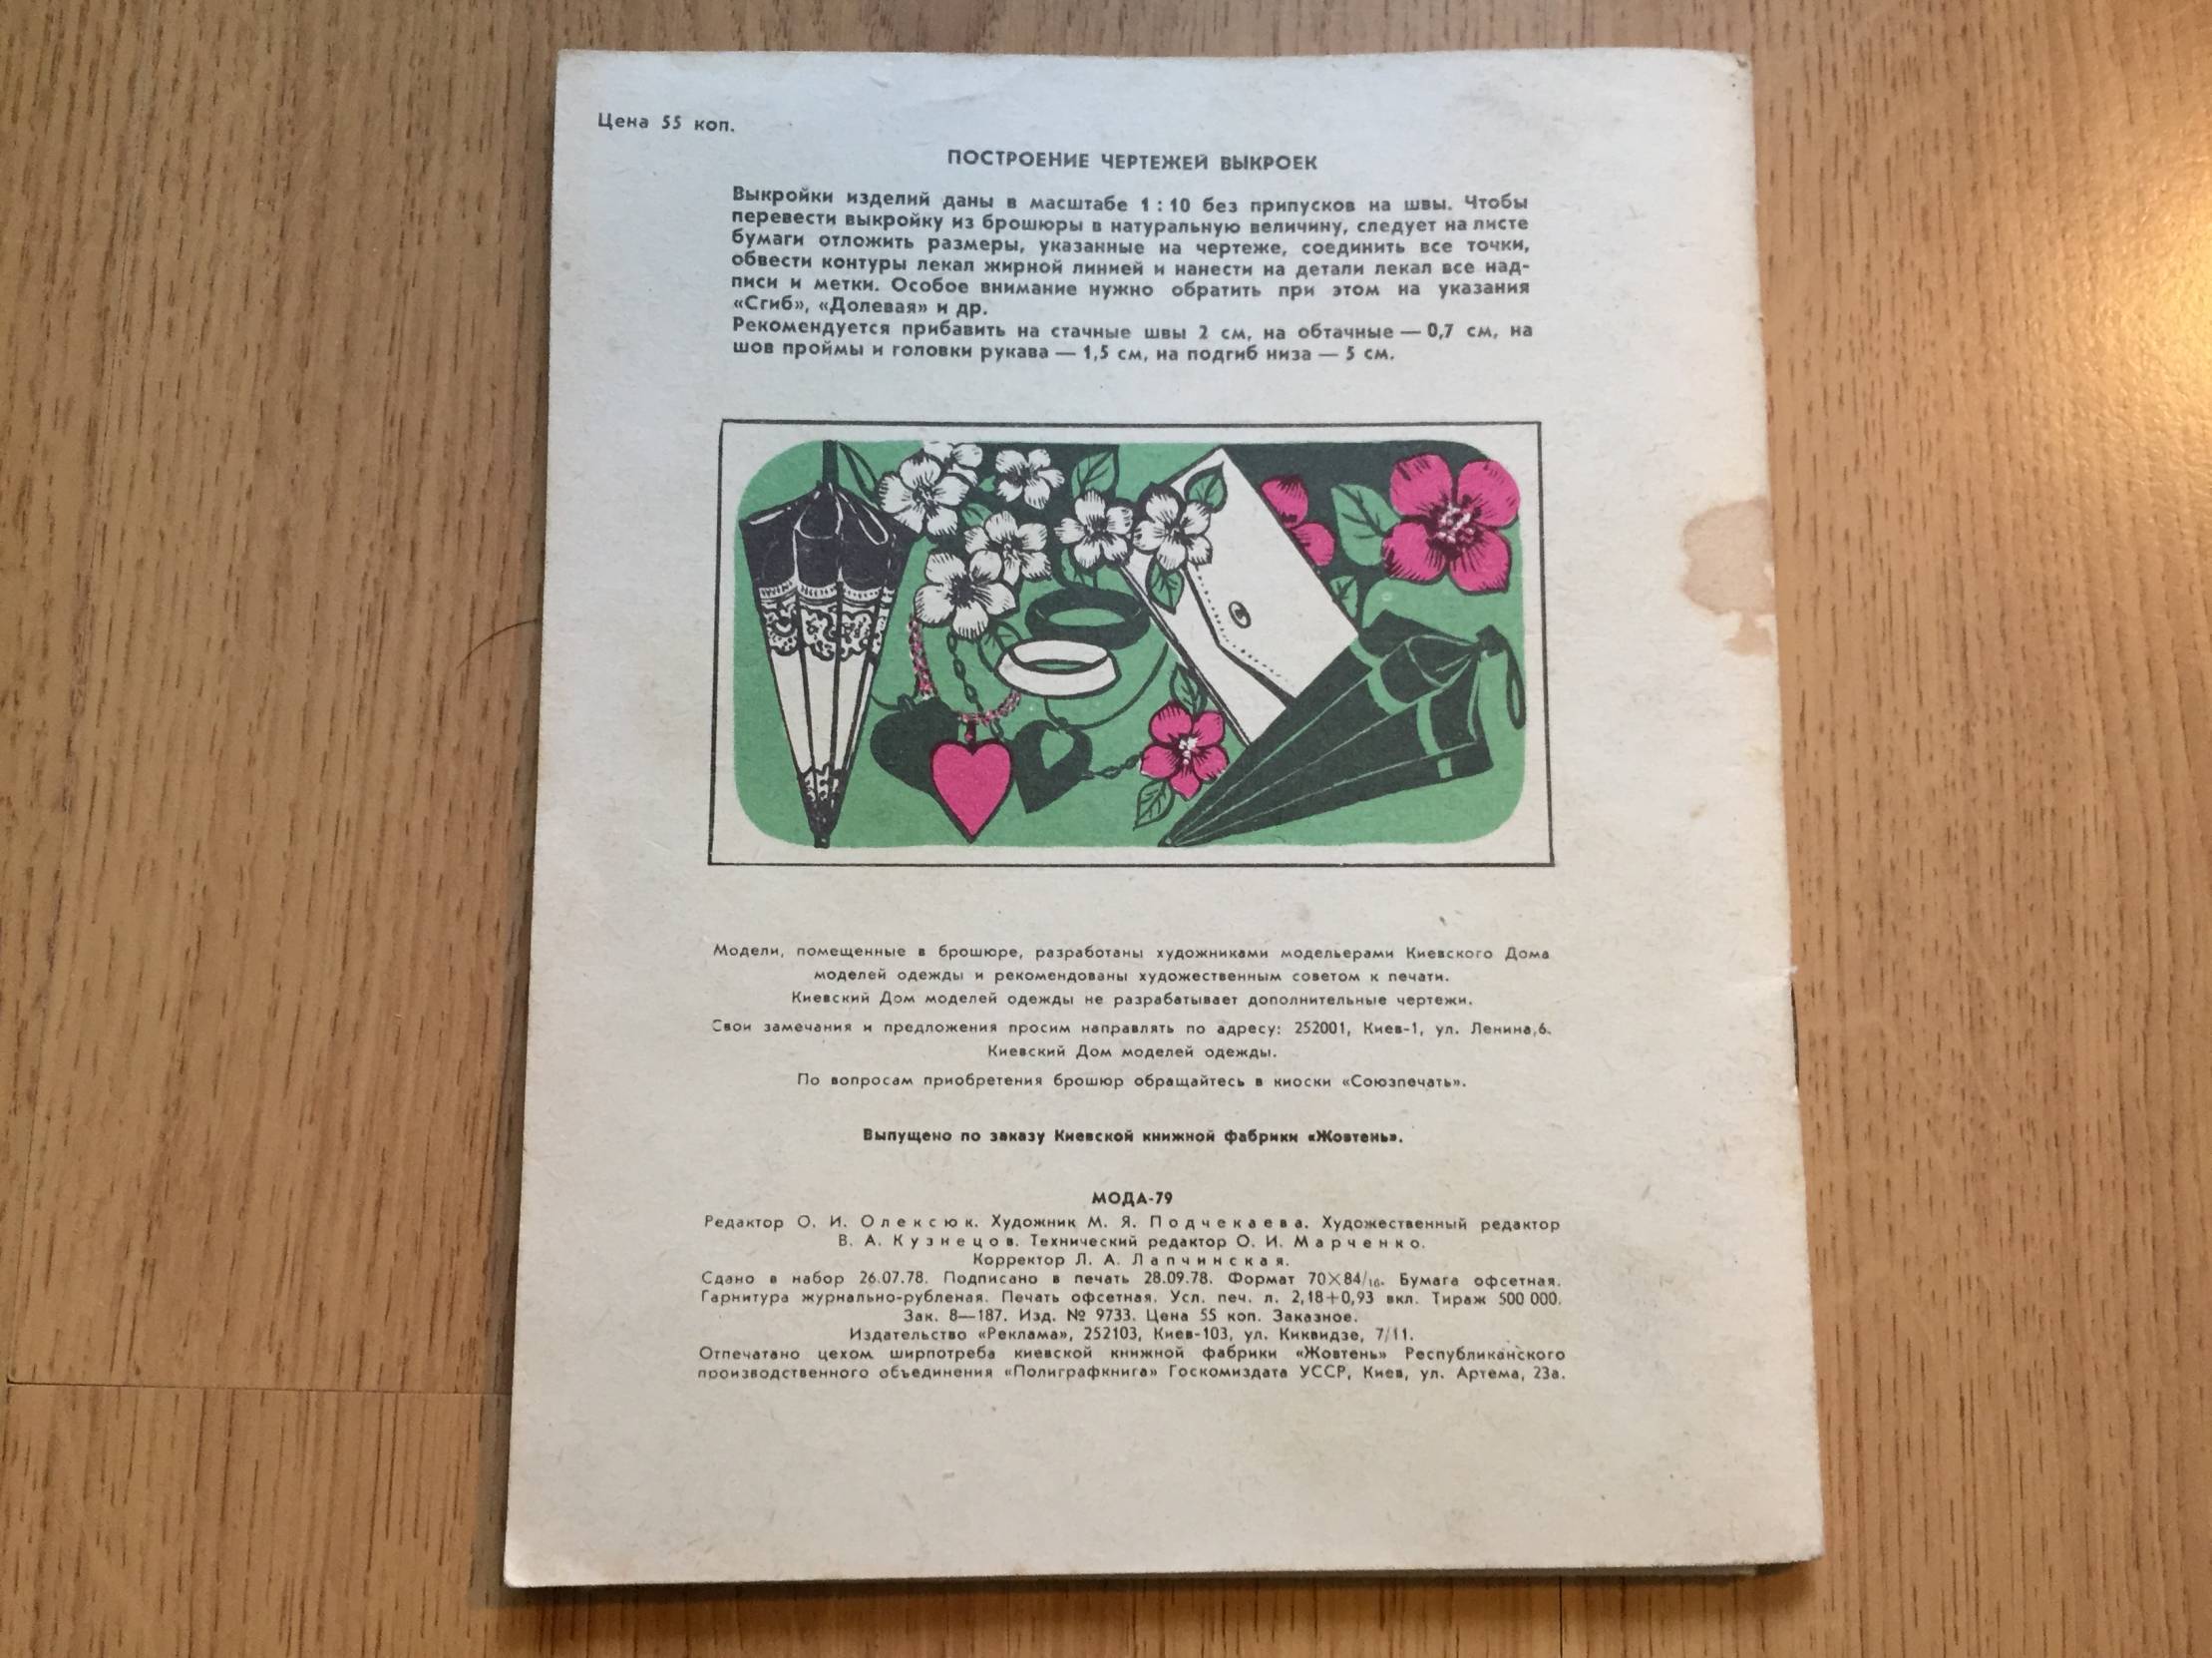 Цена 55 коп.
ПОСТРОЕНИЕ ЧЕРТЕЖЕЙ ВЫКРОЕК
Выкройки изделий даны в масштабе 1 : 10 без припусков на швы. Чтобы
перевести выкройку из брошюры в натуральную величину, следует на листе
бумаги отложить размеры, указанные на чертеже, соединить все точки,
обвести контуры лекал жирной линией и нанести на детали лекал все над-
писи и метки. Особое внимание нужно обратить при этом на указания
«Сгиб», «Долевая» и др.
Рекомендуется прибавить на стачные швы 2 см, на обтачные — 0,7 см, на
шов проймы и головки рукава — 1,5 см, на подгиб низа — 5 см.
Модели, помещенные в брошюре, разработаны художниками модельерами Киевского Дома
моделей одежды и рекомендованы художественным советом к печати.
Киевский Дом моделей одежды не разрабатывает дополнительные чертежи.
Свои замечания и предложения просим направлять по адресу: 252001, Киев-1, ул. Ленина,6.
Киевский Дом моделей одежды.
По вопросам приобретения брошюр обращайтесь в киоски «Союзпечать».
Выпущено по заказу Киевской книжной фабрики «Жовтень».
МОДА-79
Редактор О. И. Олексюк. Художник М. Я. Подчекаева. Художественный редактор
В. А. Кузнецов. Технический редактор О. И. Марченко.
Корректор Л. А. Лапчинская.
Сдано в набор 26.07.78. Подписано в печать 28.09.78. Формат 70×84/16. Бумага офсетная.
Гарнитура журнально-рубленая. Печать офсетная. Усл. печ. л. 2,18+0,93 вкл. Тираж 500 000.
Зак. 8—187. Изд. № 9733. Цена 55 коп. Заказное.
Издательство «Реклама», 252103, Киев-103, ул. Киквидзе, 7/11.
Отпечатано цехом ширпотреба киевской книжной фабрики «Жовтень» Республиканского
производственного объединения «Полиграфкнига» Госкомиздата УССР, Киев, ул. Артема, 23а.